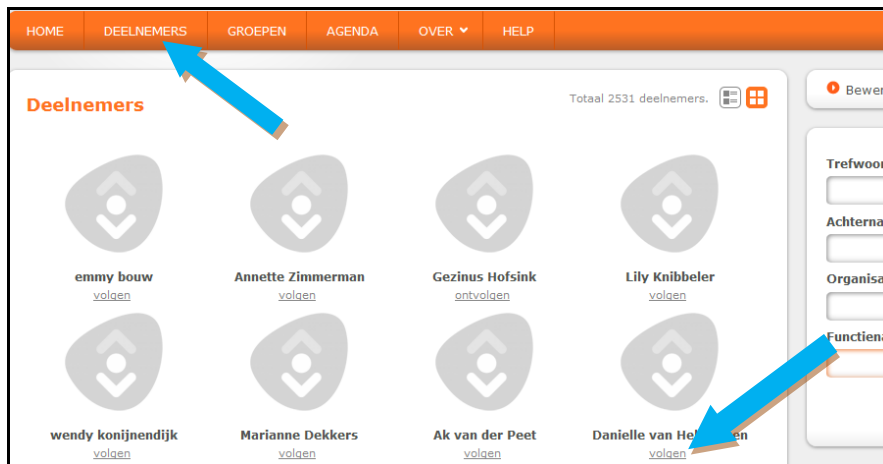 HOME DEELNEMERS GROEPEN AGENDA OVER HELP
Deelnemers
Totaal 2531 deelnemers.
emmy bouw Annette Zimmerman Gezinus Hofsink Lily Knibbeler
volgen volgen ontvolgen volgen
wendy konijnendijk Marianne Dekkers Ak van der Peet Danielle van
volgen volgen volgen volgen
Bewer
Trefwoor
Achterna
Organisa
Functiena